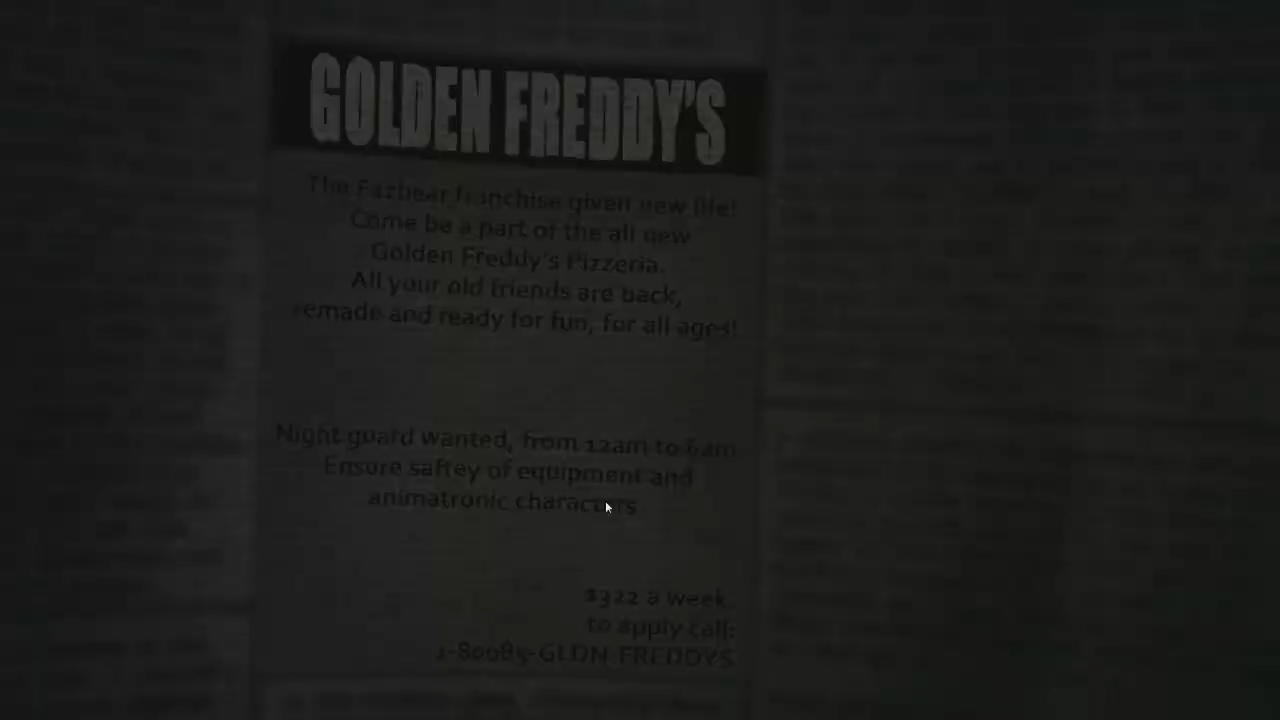 GOLDEN FREDDY'S
The Fazbear franchise given new life!
Come be a part of the all new
Golden Freddy's Pizzeria.
All your old friends are back,
remade and ready for fun, for all ages!
Night guard wanted, from 12am to 6am
Ensure saftey of equipment and
animatronic characters
$322 a week.
to apply call:
1-80085-GLDN-FREDDYS